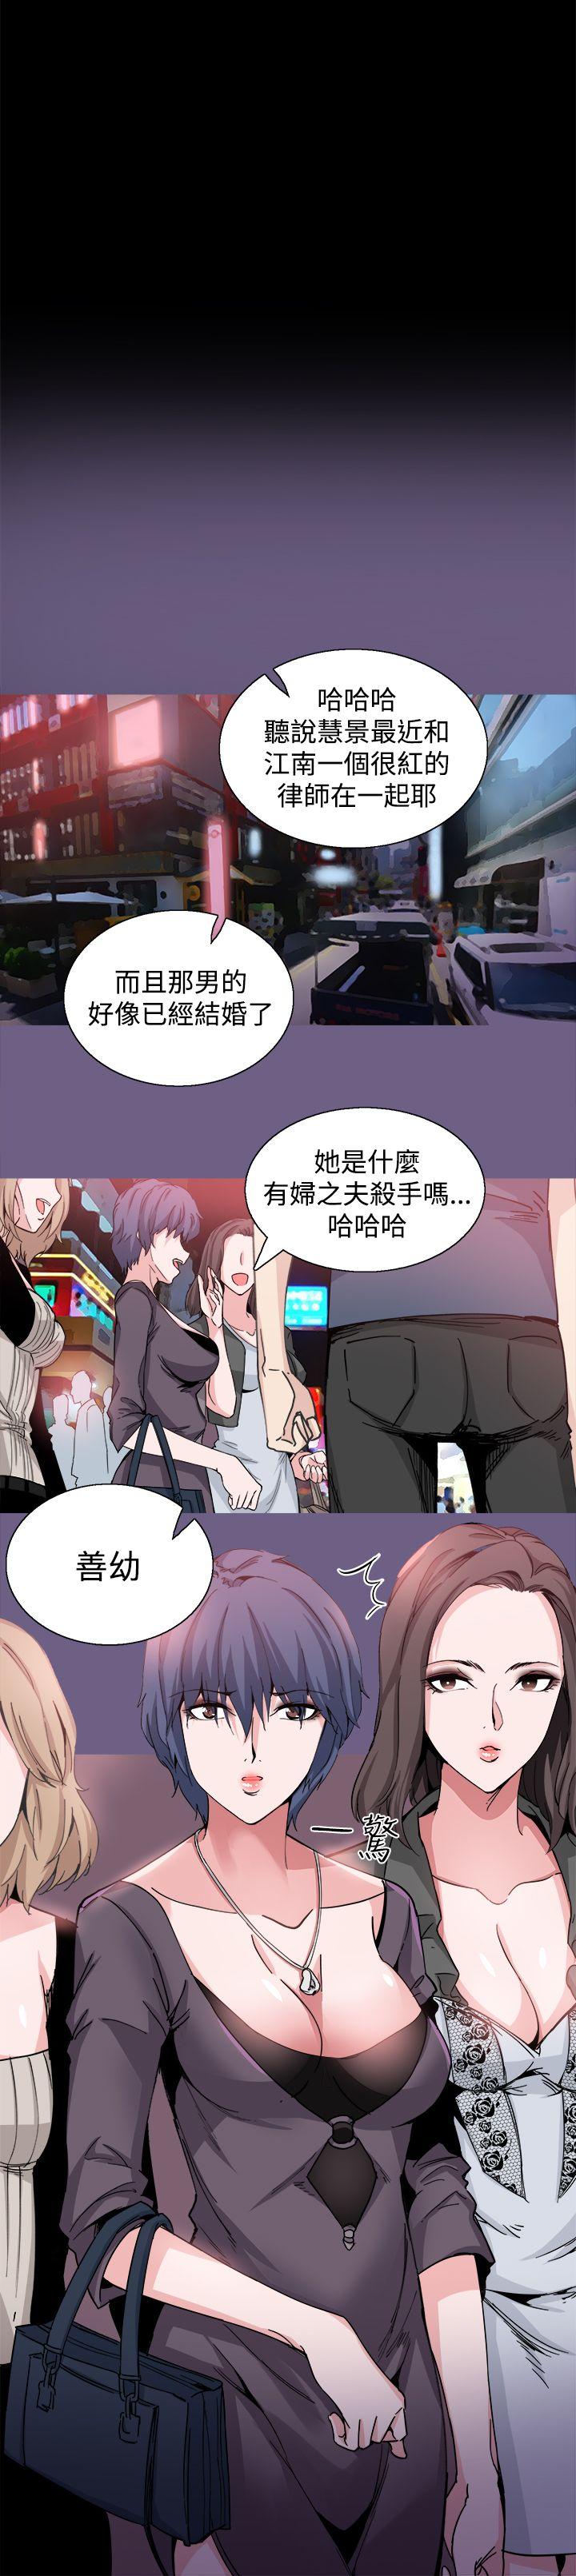 哈哈哈
聽說慧景最近和
江南一個很紅的
律師在一起耶
而且那男的
好像已經結婚了
她是什麼
有婦之夫殺手嗎...
哈哈哈
善幼
一驚